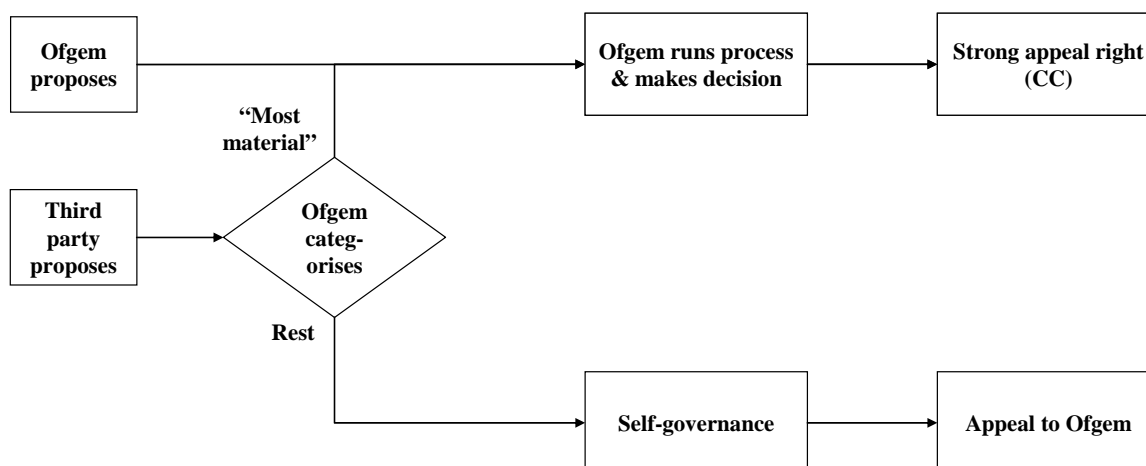 Ofgem
proposes
Ofgem runs process
& makes decision
Strong appeal right
(CC)
“Most
material”
Third
party
proposes
Ofgem
categ-
orises
Rest
Self-governance
Appeal to Ofgem